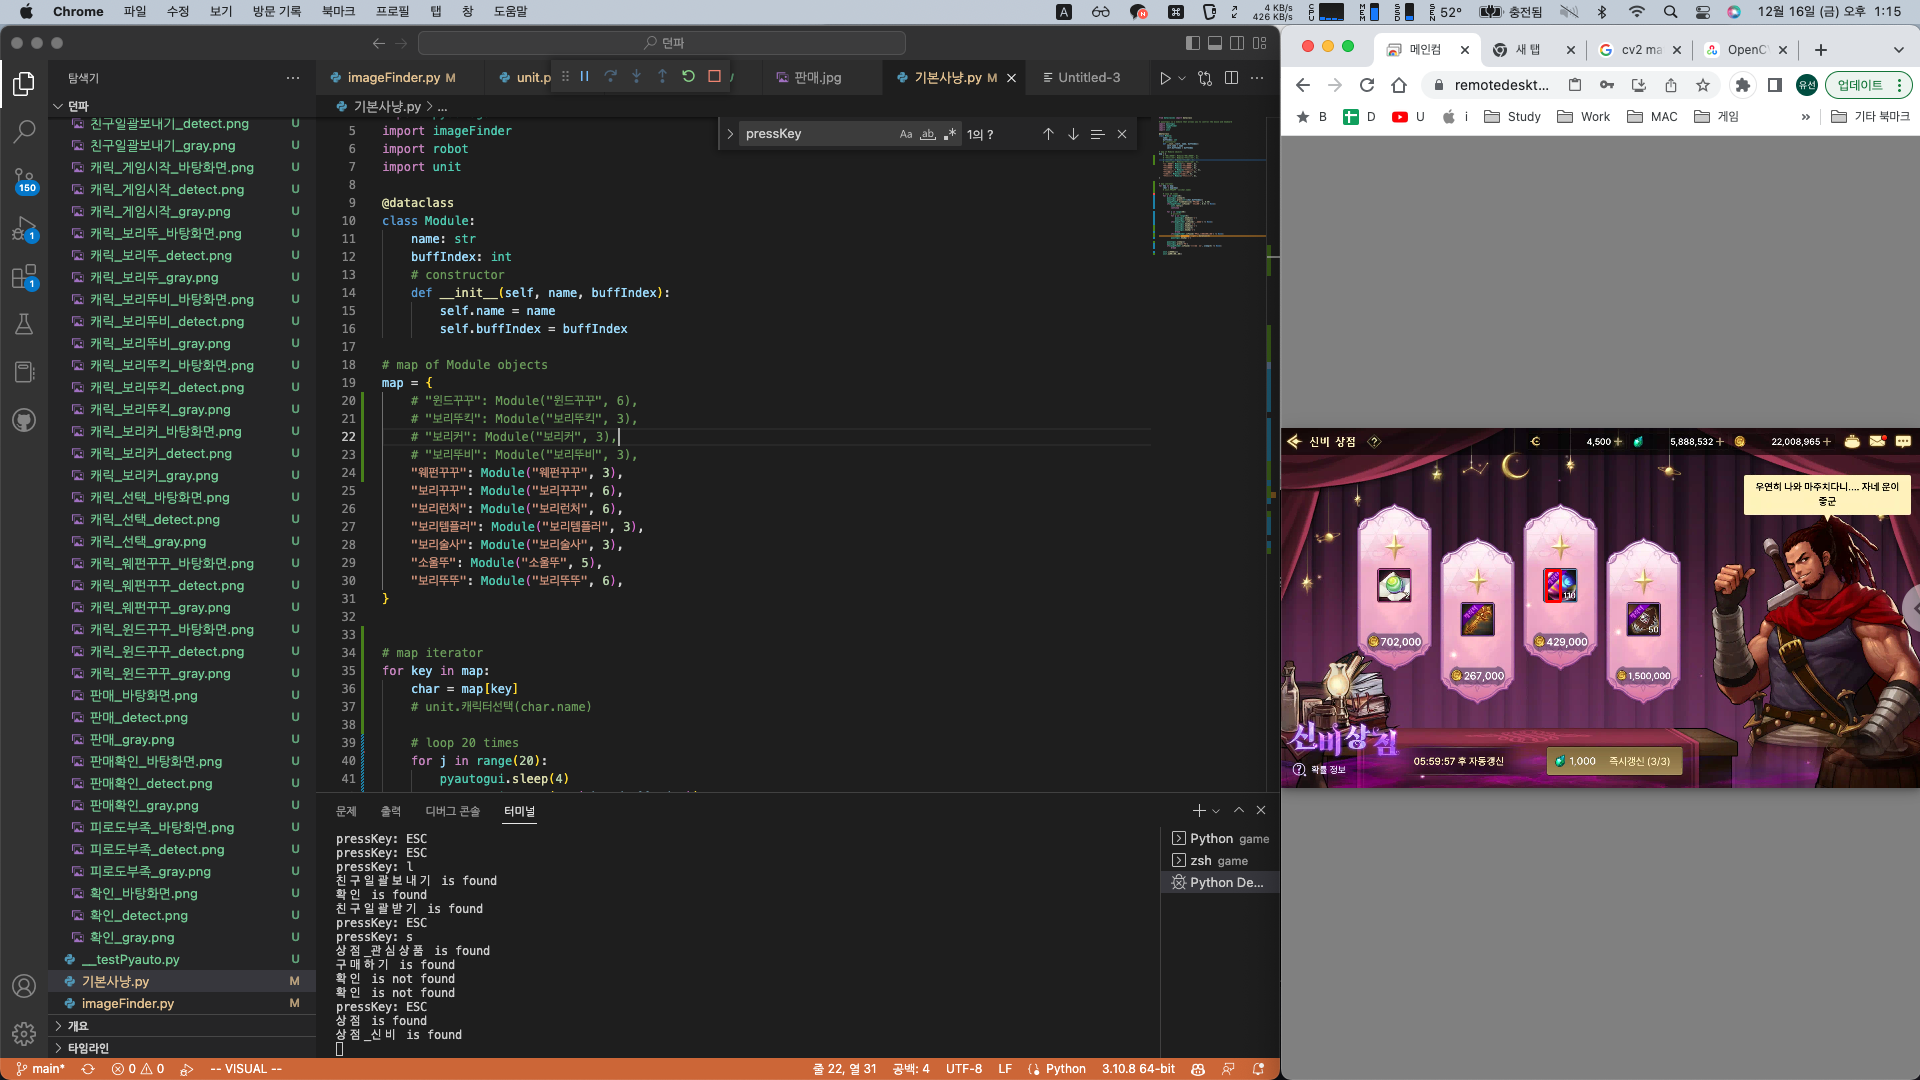 Chrome 파일 수정 보기 방문 기록 북마크 프로필 탭 창 도움말
4 KB/s
426 KB/s
52° 충전됨
12월 16일 (금) 오후 1:15
던파
탐색기
던파
친구일괄보내기_detect.png U
친구일괄보내기_gray.png U
캐릭_게임시작_바탕화면.png U
캐릭_게임시작_detect.png U
캐릭_게임시작_gray.png U
캐릭_보리뚜_바탕화면.png U
캐릭_보리뚜_detect.png U
캐릭_보리뚜_gray.png U
캐릭_보리뚜비_바탕화면.png U
캐릭_보리뚜비_detect.png U
캐릭_보리뚜비_gray.png U
캐릭_보리뚜킥_바탕화면.png U
캐릭_보리뚜킥_detect.png U
캐릭_보리뚜킥_gray.png U
캐릭_보리커_바탕화면.png U
캐릭_보리커_detect.png U
캐릭_보리커_gray.png U
캐릭_선택_바탕화면.png U
캐릭_선택_detect.png U
캐릭_선택_gray.png U
캐릭_웨펀꾸꾸_바탕화면.png U
캐릭_웨펀꾸꾸_detect.png U
캐릭_웨펀꾸꾸_gray.png U
캐릭_윈드꾸꾸_바탕화면.png U
캐릭_윈드꾸꾸_detect.png U
캐릭_윈드꾸꾸_gray.png U
판매_바탕화면.png U
판매_detect.png U
판매_gray.png U
판매확인_바탕화면.png U
판매확인_detect.png U
판매확인_gray.png U
피로도부족_바탕화면.png U
피로도부족_detect.png U
피로도부족_gray.png U
확인_바탕화면.png U
확인_detect.png U
확인_gray.png U
__testPyauto.py U
기본사냥.py M
imageFinder.py M
개요
타임라인
150
1
1
imageFinder.py M
unit.p
판매.jpg
기본사냥.py M
Untitled-3
기본사냥.py > ...
pressKey
1의 ?
5 import imageFinder
6 import robot
7 import unit
8
9 @dataclass
10 class Module:
11 name: str
12 buffIndex: int
13 # constructor
14 def __init__(self, name, buffIndex):
15 self.name = name
16 self.buffIndex = buffIndex
17
18 # map of Module objects
19 map = {
20 # "윈드꾸꾸": Module("윈드꾸꾸", 6),
21 # "보리뚜킥": Module("보리뚜킥", 3),
22 # "보리커": Module("보리커", 3),
23 # "보리뚜비": Module("보리뚜비", 3),
24 "웨펀꾸꾸": Module("웨펀꾸꾸", 3),
25 "보리꾸꾸": Module("보리꾸꾸", 6),
26 "보리런처": Module("보리런처", 6),
27 "보리템플러": Module("보리템플러", 3),
28 "보리술사": Module("보리술사", 3),
29 "소울뚜": Module("소울뚜", 5),
30 "보리뚜뚜": Module("보리뚜뚜", 6),
31 }
32
33
34 # map iterator
35 for key in map:
36 char = map[key]
37 # unit.캐릭터선택(char.name)
38
39 # loop 20 times
40 for j in range(20):
41 pyautogui.sleep(4)
문제 출력 디버그 콘솔 터미널
pressKey: ESC
pressKey: ESC
pressKey: l
친구일괄보내기 is found
확인 is found
친구일괄받기 is found
pressKey: ESC
pressKey: s
상점_관심상품 is found
구매하기 is found
확인 is not found
확인 is not found
pressKey: ESC
상점 is found
상점_신비 is found
Python game
zsh game
Python De...
main* 0 0 -- VISUAL --
줄 22, 열 31 공백: 4 UTF-8 LF Python 3.10.8 64-bit
메인컴
새 탭
cv2 ma
OpenCV
remotedeskt...
유선
업데이트
B D U i Study Work MAC 게임 » 기타 북마크
신비 상점
4,500 + 5,888,532 + 22,008,965 +
우연히 나와 마주치다니.... 자네 운이
좋군
2
702,000
267,000
116
429,000
50
1,500,000
신비상점
확률 정보
05:59:57 후 자동갱신
1,000 즉시갱신 (3/3)